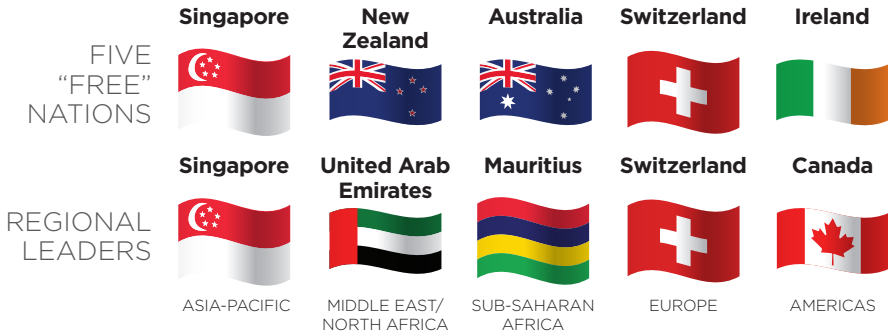 FIVE
“FREE”
NATIONS
Singapore
New
Zealand
Australia
Switzerland
Ireland
REGIONAL
LEADERS
Singapore
United Arab
Emirates
Mauritius
Switzerland
Canada
ASIA-PACIFIC
MIDDLE EAST/
NORTH AFRICA
SUB-SAHARAN
AFRICA
EUROPE
AMERICAS